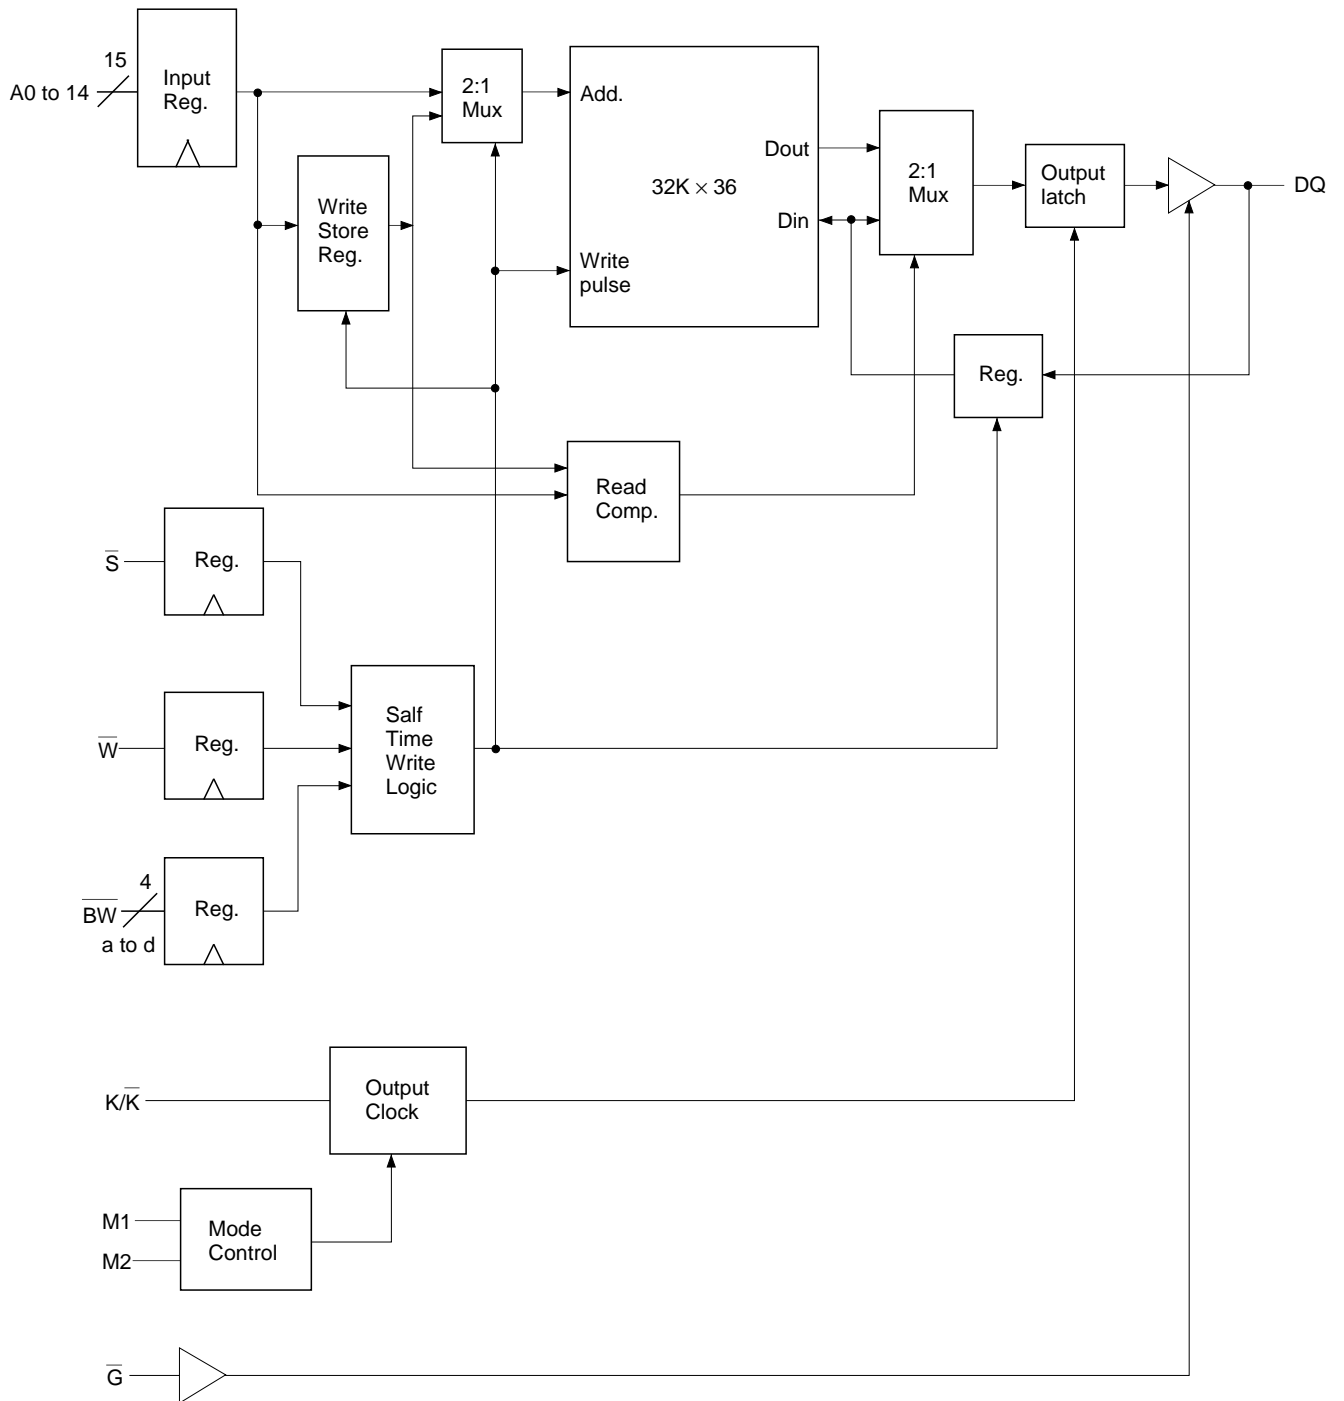 15
A0 to 14
Input
Reg.
2:1
Mux
Add.
Dout
32K × 36
Din
Write
pulse
2:1
Mux
Output
latch
DQ
Write
Store
Reg.
Reg.
Read
Comp.
S̅
Reg.
W̅
Reg.
Salf
Time
Write
Logic
4
B̅W̅
a to d
Reg.
K/K̅
Output
Clock
M1
M2
Mode
Control
G̅